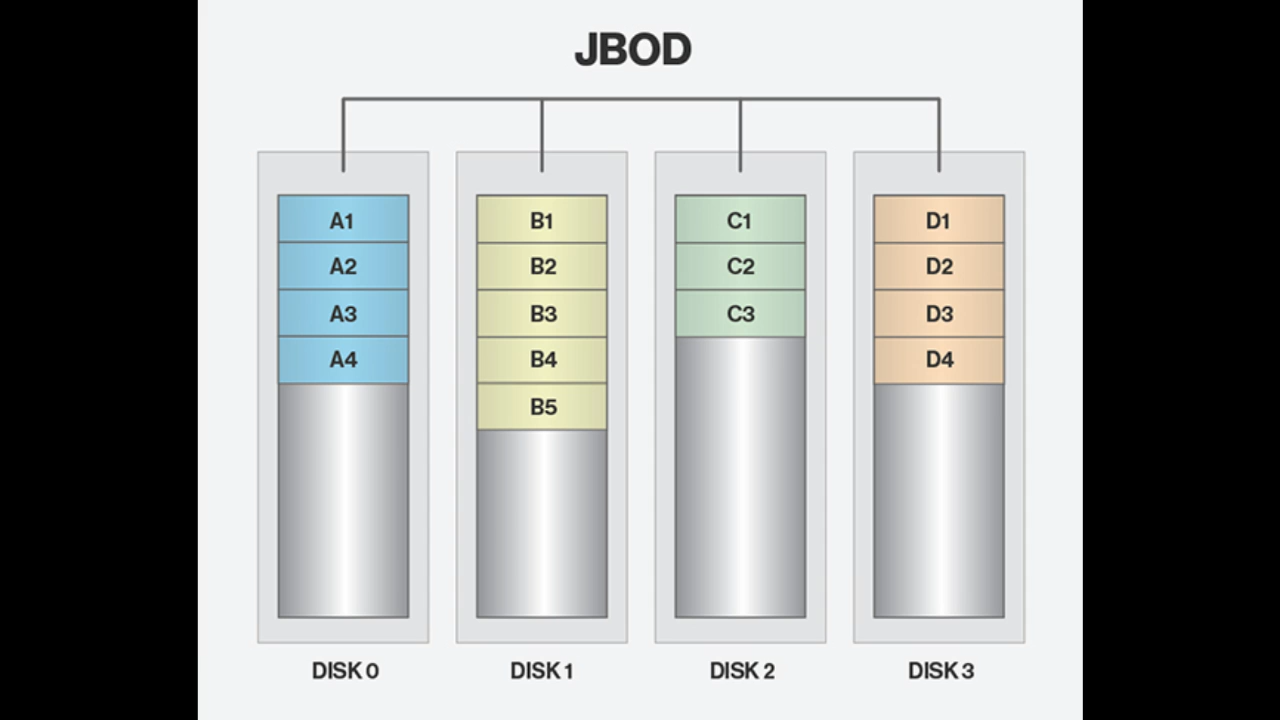 JBOD
A1
A2
A3
A4
B1
B2
B3
B4
B5
C1
C2
C3
D1
D2
D3
D4
DISK 0
DISK 1
DISK 2
DISK 3